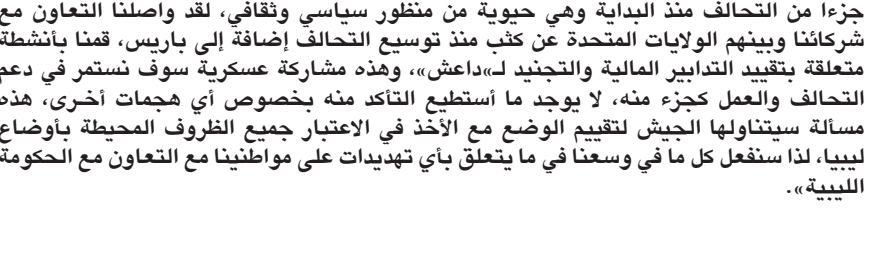 جزءا من التحالف منذ البداية وهي حيوية من منظور سياسي وثقافي، لقد واصلنا التعاون مع
شركائنا وبينهم الولايات المتحدة عن كثب منذ توسيع التحالف إضافة إلى باريس، قمنا بأنشطة
متعلقة بتقييد التدابير المالية والتجنيد لـ»داعش»، وهذه مشاركة عسكرية سوف نستمر في دعم
التحالف والعمل كجزء منه، لا يوجد ما أستطيع التأكد منه بخصوص أي هجمات أخرى، هذه
مسألة سيتناولها الجيش لتقييم الوضع مع الأخذ في الاعتبار جميع الظروف المحيطة بأوضاع
ليبيا، لذا سنفعل كل ما في وسعنا في ما يتعلق بأي تهديدات على مواطنينا مع التعاون مع الحكومة
الليبية».